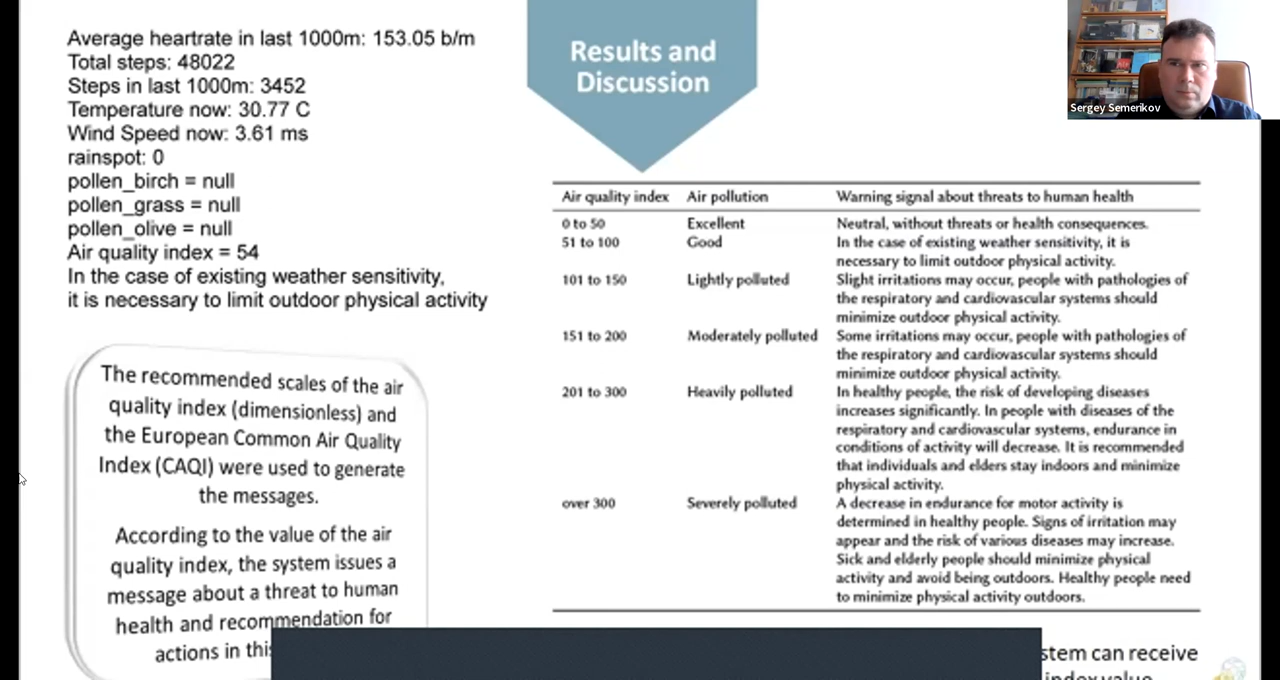 Average heartrate in last 1000m: 153.05 b/m
Total steps: 48022
Steps in last 1000m: 3452
Temperature now: 30.77 C
Wind Speed now: 3.61 ms
rainspot: 0
pollen_birch = null
pollen_grass = null
pollen_olive = null
Air quality index = 54
In the case of existing weather sensitivity,
it is necessary to limit outdoor physical activity
The recommended scales of the air
quality index (dimensionless) and
the European Common Air Quality
Index (CAQI) were used to generate
the messages.
According to the value of the air
quality index, the system issues a
message about a threat to human
health and recommendation for
actions in this
Results and
Discussion
Sergey Semerikov
Air quality index Air pollution Warning signal about threats to human health
0 to 50 Excellent Neutral, without threats or health consequences.
51 to 100 Good In the case of existing weather sensitivity, it is
necessary to limit outdoor physical activity.
101 to 150 Lightly polluted Slight irritations may occur, people with pathologies of
the respiratory and cardiovascular systems should
minimize outdoor physical activity.
151 to 200 Moderately polluted Some irritations may occur, people with pathologies of
the respiratory and cardiovascular systems should
minimize outdoor physical activity.
201 to 300 Heavily polluted In healthy people, the risk of developing diseases
increases significantly. In people with diseases of the
respiratory and cardiovascular systems, endurance in
conditions of activity will decrease. It is recommended
that individuals and elders stay indoors and minimize
physical activity.
over 300 Severely polluted A decrease in endurance for motor activity is
determined in healthy people. Signs of irritation may
appear and the risk of various diseases may increase.
Sick and elderly people should minimize physical
activity and avoid being outdoors. Healthy people need
to minimize physical activity outdoors.
stem can receive
index value